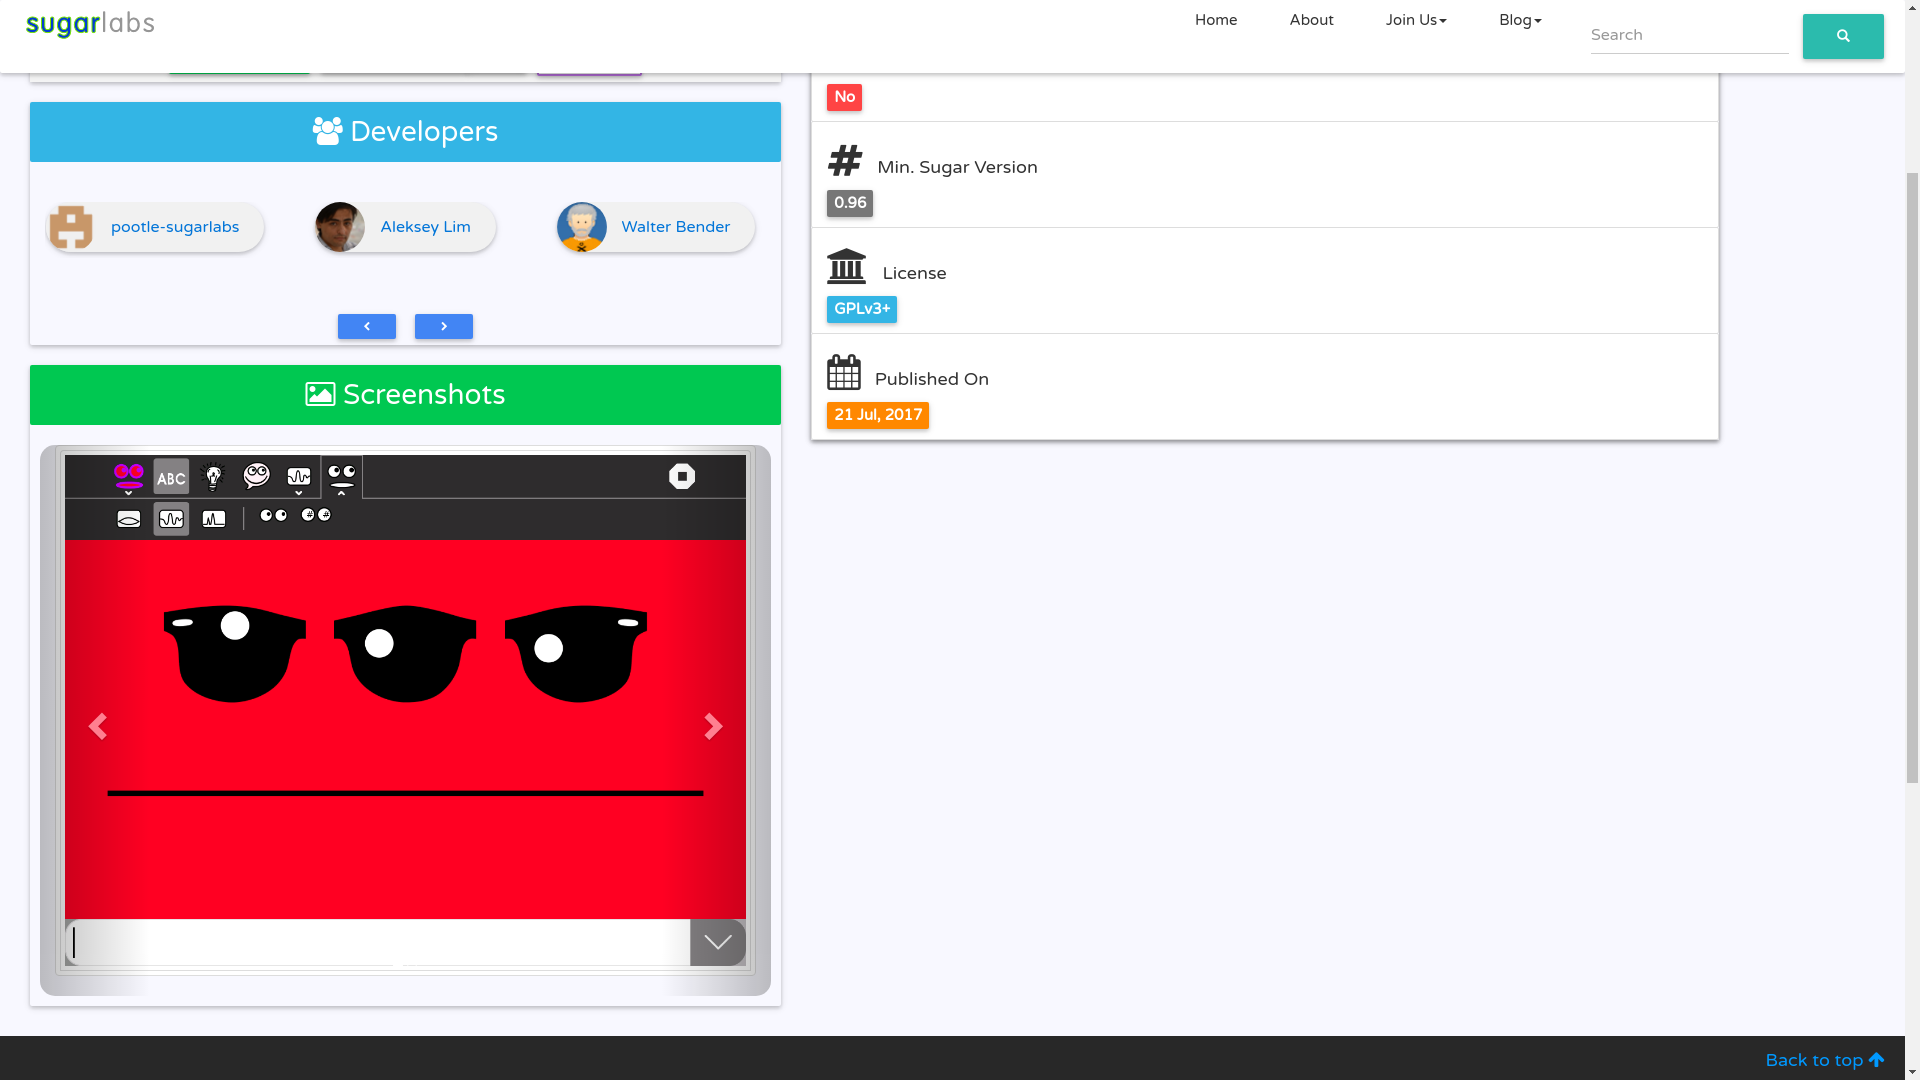 sugarlabs
Home
About
Join Us
Blog
Search
Developers
pootle-sugarlabs
Aleksey Lim
Walter Bender
Screenshots
ABC
No
Min. Sugar Version
0.96
License
GPLv3+
Published On
21 Jul, 2017
Back to top